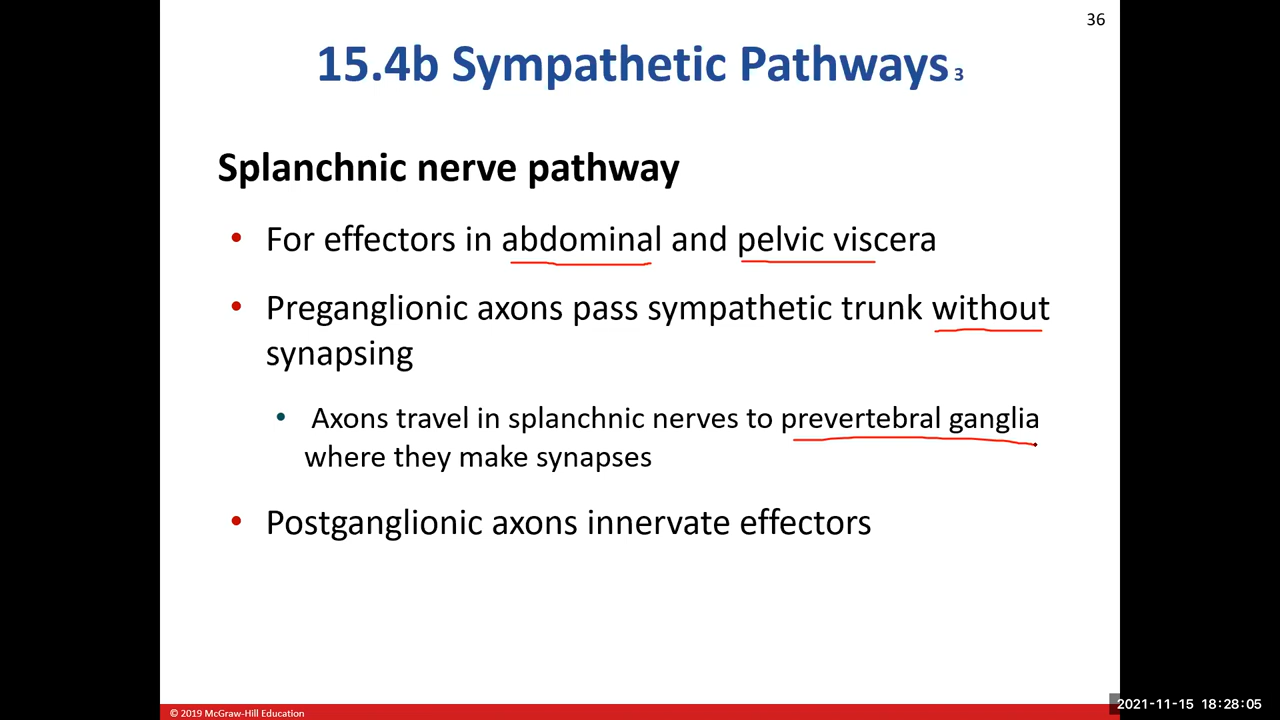 36
15.4b Sympathetic Pathways 3
Splanchnic nerve pathway
• For effectors in abdominal and pelvic viscera
• Preganglionic axons pass sympathetic trunk without
synapsing
• Axons travel in splanchnic nerves to prevertebral ganglia
where they make synapses
• Postganglionic axons innervate effectors
© 2019 McGraw-Hill Education
2021-11-15 18:28:05